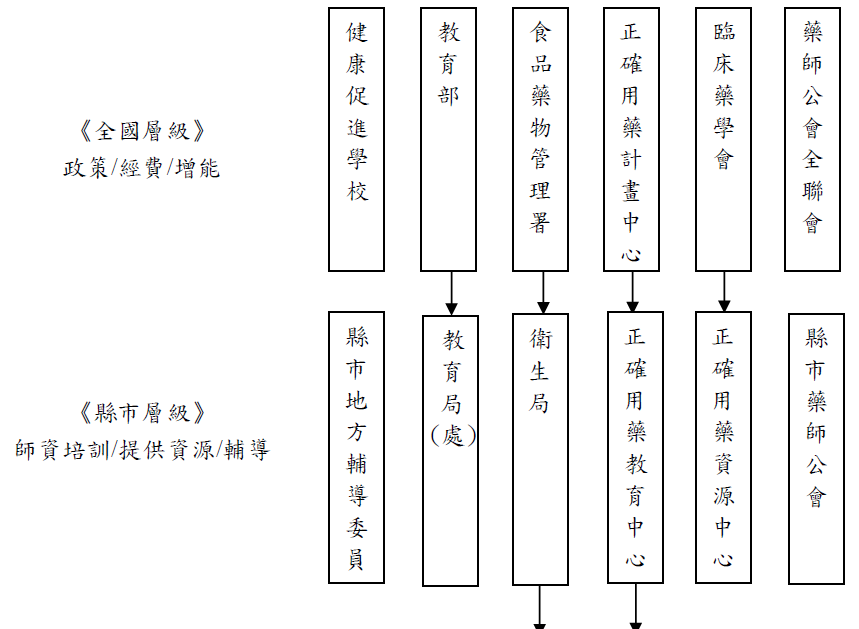 《全國層級》
政策/經費/增能
健康促進學校
教育部
食品藥物管理署
正確用藥計畫中心
臨床藥學會
藥師公會全聯會
《縣市層級》
師資培訓/提供資源/輔導
縣市地方輔導委員
教育局(處)
衛生局
正確用藥教育中心
正確用藥資源中心
縣市藥師公會